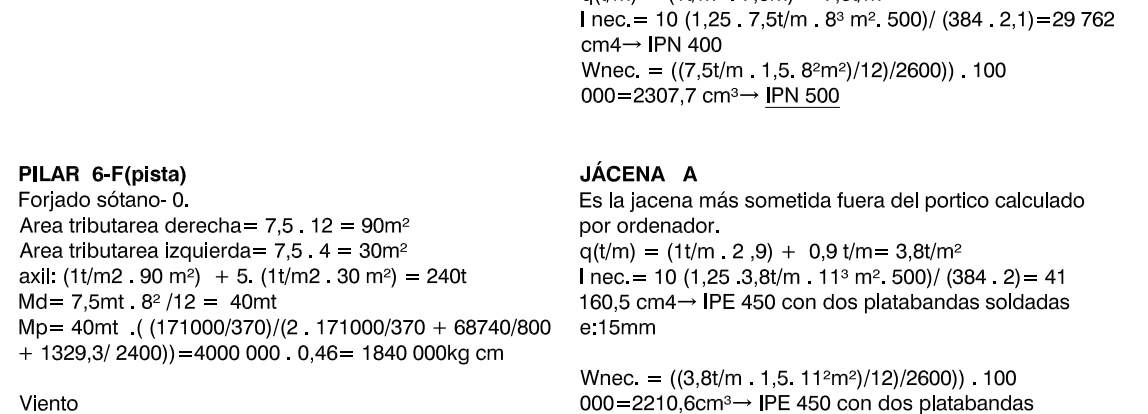 I nec.= 10 (1,25 . 7,5t/m . 8³ m². 500)/ (384 . 2,1)=29 762
cm4→ IPN 400
Wnec. = ((7,5t/m . 1,5. 8²m²)/12)/2600)) . 100
000=2307,7 cm³→ IPN 500
PILAR 6-F(pista)
Forjado sótano- 0.
Area tributarea derecha= 7,5 . 12 = 90m²
Area tributarea izquierda= 7,5 . 4 = 30m²
axil: (1t/m2 . 90 m²) + 5. (1t/m2 . 30 m²) = 240t
Md= 7,5mt . 8² /12 = 40mt
Mp= 40mt .( (171000/370)/(2 . 171000/370 + 68740/800
+ 1329,3/ 2400))=4000 000 . 0,46= 1840 000kg cm
Viento
JÁCENA A
Es la jacena más sometida fuera del portico calculado
por ordenador.
q(t/m) = (1t/m . 2 ,9) + 0,9 t/m= 3,8t/m²
I nec.= 10 (1,25 .3,8t/m . 11³ m². 500)/ (384 . 2)= 41
160,5 cm4→ IPE 450 con dos platabandas soldadas
e:15mm
Wnec. = ((3,8t/m . 1,5. 11²m²)/12)/2600)) . 100
000=2210,6cm³→ IPE 450 con dos platabandas